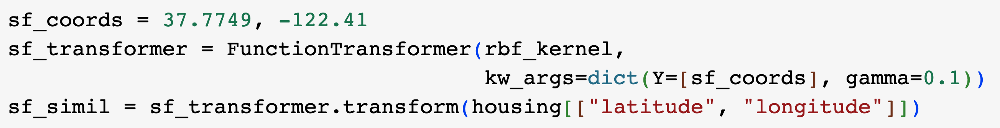 sf_coords = 37.7749, -122.41
sf_transformer = FunctionTransformer(rbf_kernel,
                                     kw_args=dict(Y=[sf_coords], gamma=0.1))
sf_simil = sf_transformer.transform(housing[["latitude", "longitude"]])